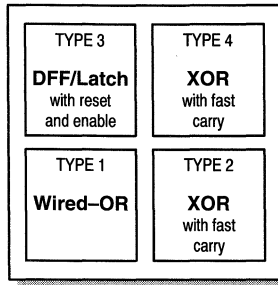 TYPE 3
DFF/Latch
with reset
and enable
TYPE 4
XOR
with fast
carry
TYPE 1
Wired–OR
TYPE 2
XOR
with fast
carry